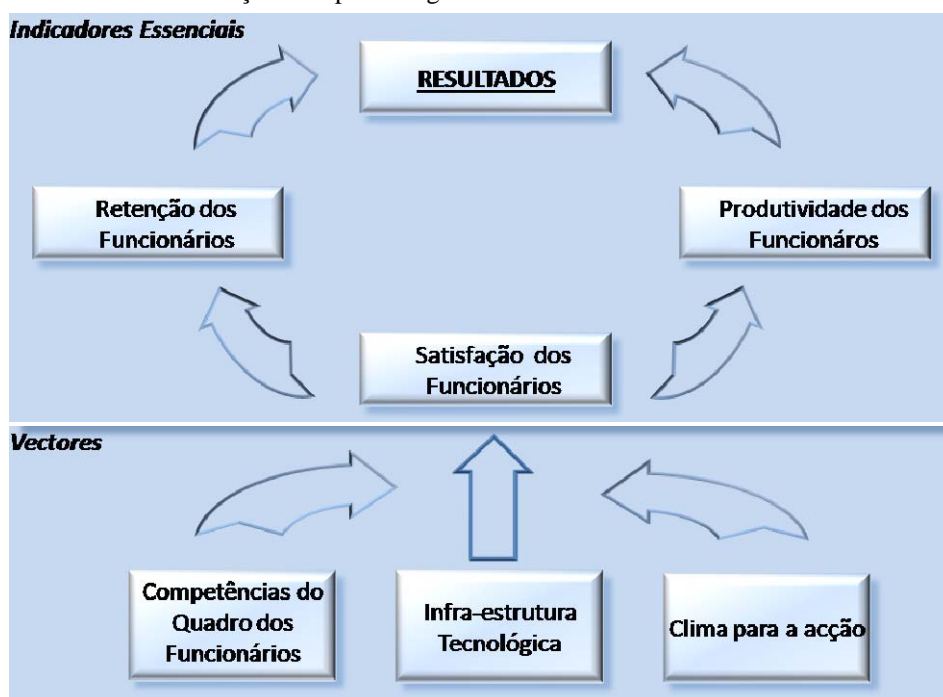 Indicadores Essenciais
RESULTADOS
Retenção dos
Funcionários
Produtividade dos
Funcionáros
Satisfação dos
Funcionários
Vectores
Competências do
Quadro dos
Funcionários
Infra-estrutura
Tecnológica
Clima para a acção